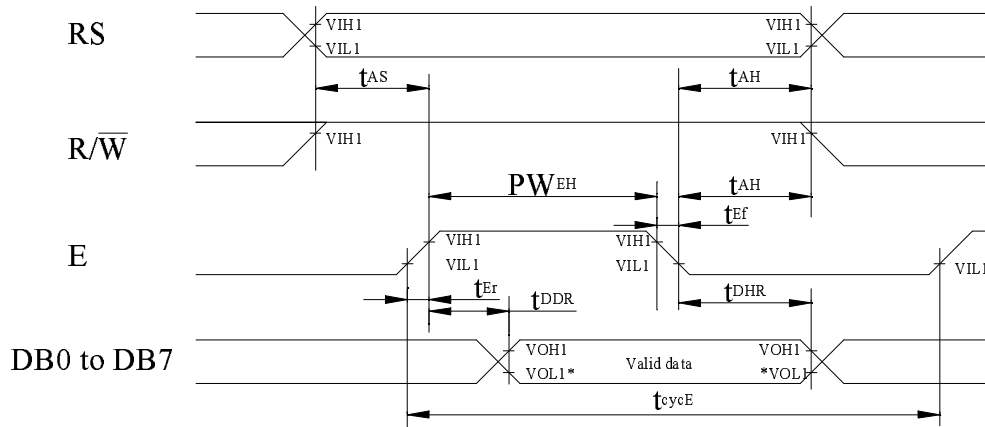 RS
VIH1
VIH1
VIL1
VIL1
tAS
tAH
R/W̅
VIH1
VIH1
PWEH
tAH
tEf
E
VIH1
VIH1
VIL1
VIL1
VIL1
tEr
tDDR
tDHR
DB0 to DB7
VOH1
Valid data
VOH1
VOL1*
*VOL1
tcycE